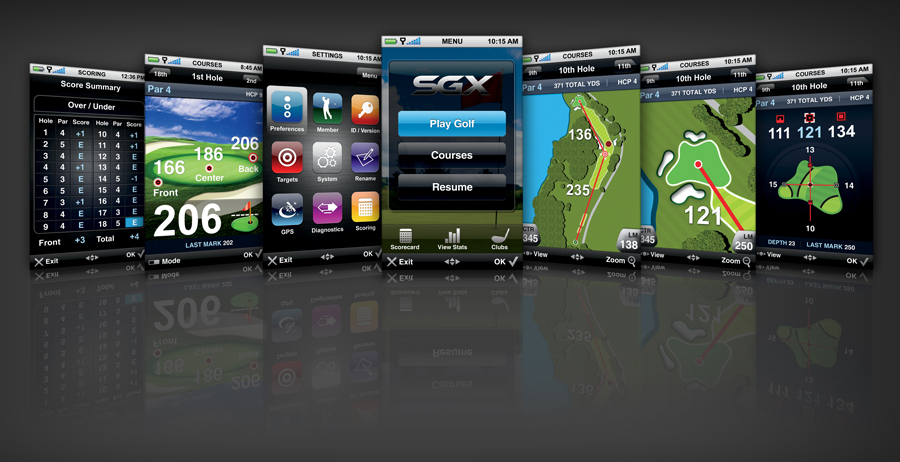 SCORING 12:36 PM
Score Summary
Over / Under
Hole Par Score Hole Par Score
1 4 +1 10 4 +1
2 5 E 11 4 +1
3 4 E 12 4 E
4 4 +1 13 4 E
5 3 E 14 5 +1
6 5 E 15 4 E
7 3 +1 16 4 E
8 4 E 17 3 E
9 4 E 18 5 E
Front +3 Total +4
Exit OK
COURSES 8:45 AM
18th 1st Hole 2nd
Par 4 HCP 9
206
186
166 Center Back
Front
206
LAST MARK 202
Mode OK
SETTINGS 10:15 AM
Menu
Preferences Member ID / Version
Targets System Rename
GPS Diagnostics Scoring
Exit OK
MENU 10:15 AM
SGX
Play Golf
Courses
Resume
Scorecard View Stats Clubs
Exit OK
COURSES 10:15 AM
9th 10th Hole 11th
Par 4 371 TOTAL YDS HCP 4
136
235
CTR 345
LM 138
View Zoom
COURSES 10:15 AM
9th 10th Hole 11th
Par 4 371 TOTAL YDS HCP 4
121
CTR 345
LM 250
View Zoom
COURSES 10:15 AM
9th 10th Hole 11th
Par 4 371 TOTAL YDS HCP 4
111 121 134
13
15 14
10
DEPTH 23 LAST MARK 250
View OK